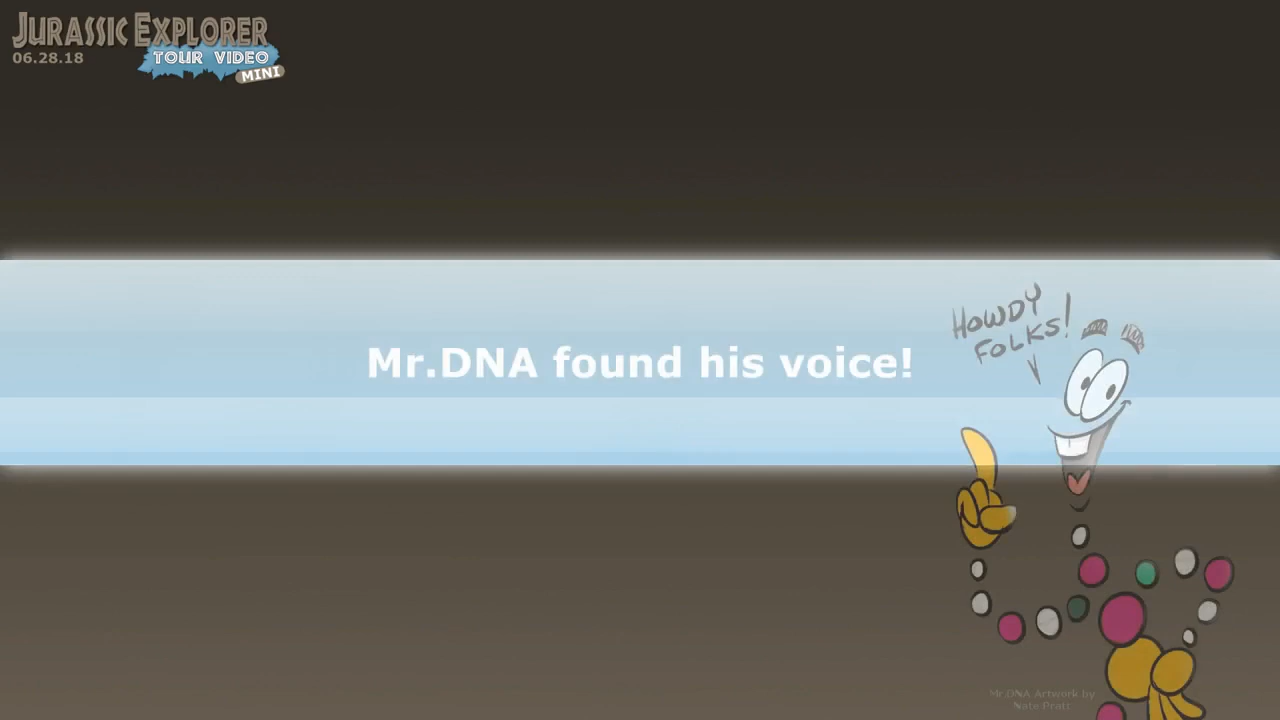 JURASSIC EXPLORER
06.28.18
TOUR VIDEO
MINI
HOWDY
FOLKS!
Mr.DNA found his voice!
Mr.DNA Artwork by
Nate Pratt